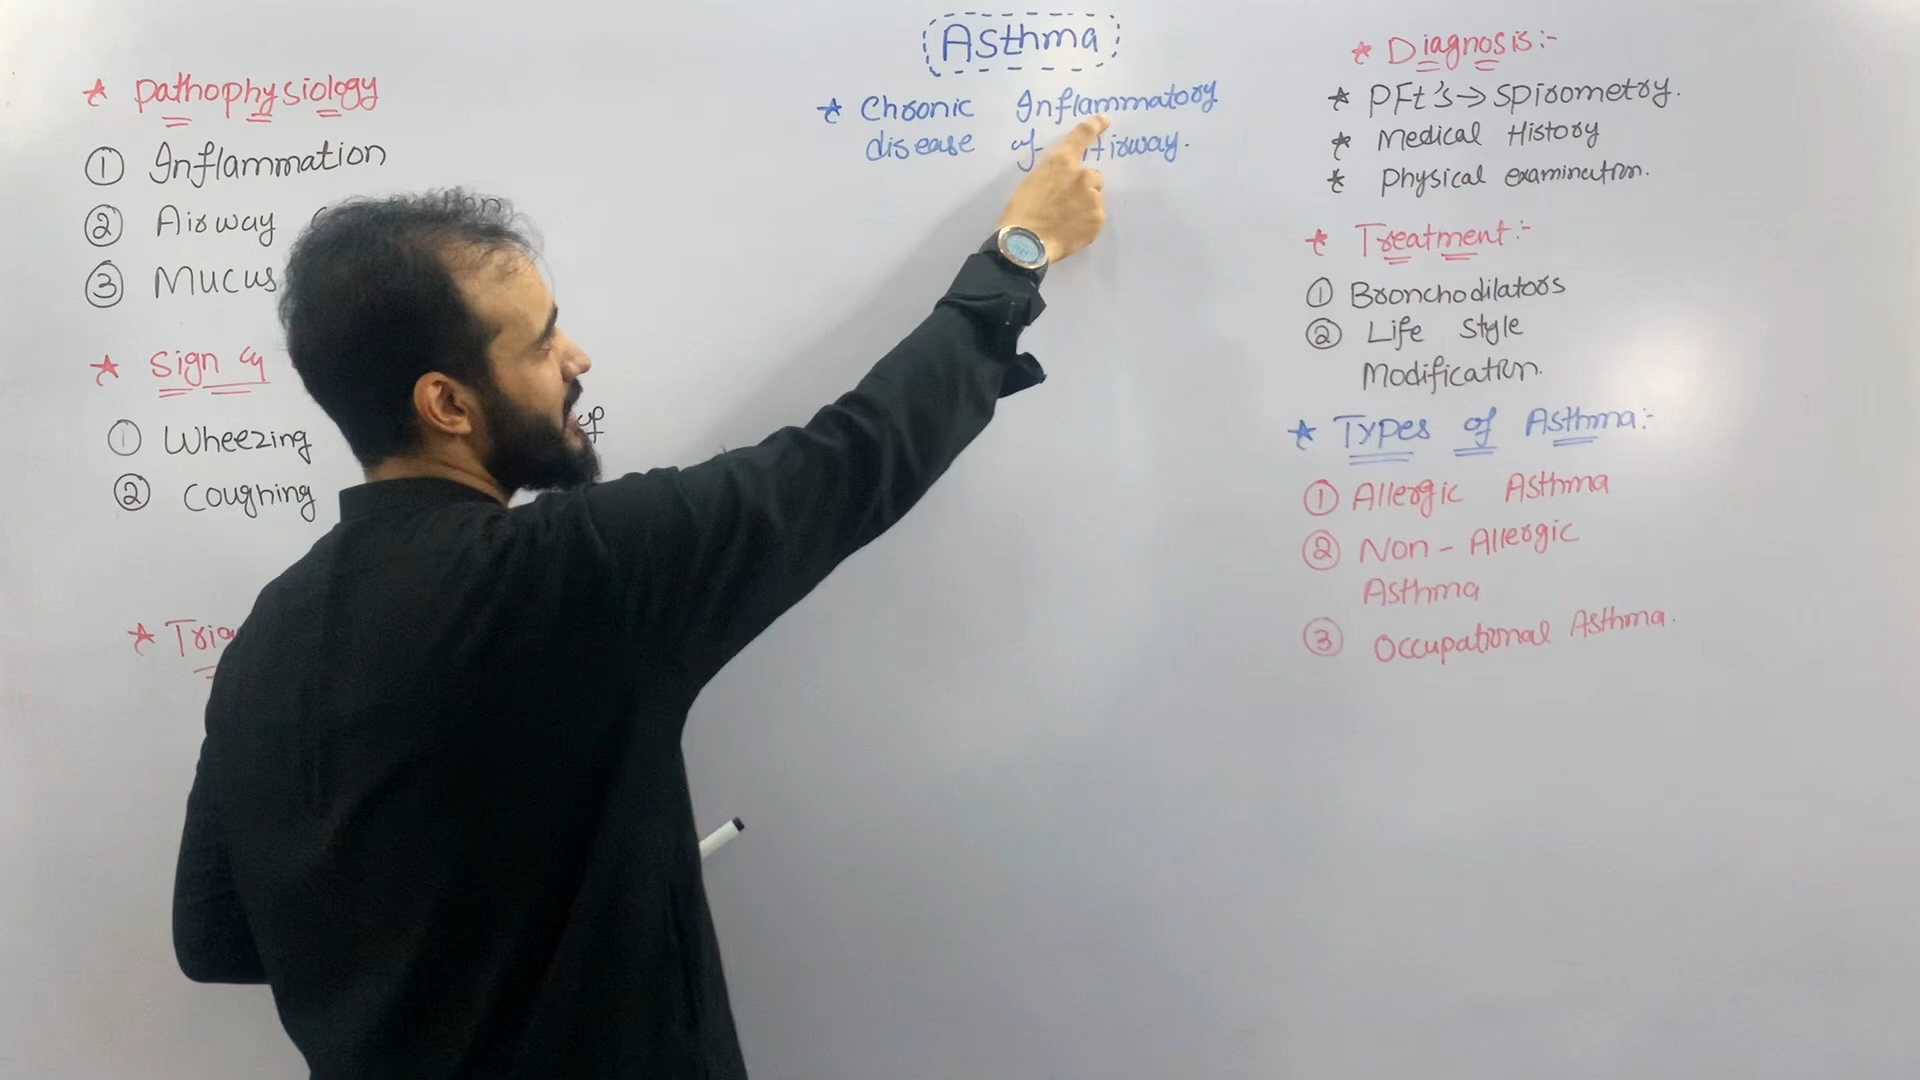 Asthma
* Chronic Inflammatory
disease of Airway.
* Pathophysiology
① Inflammation
② Airway
③ Mucus
* Sign
① Wheezing
② Coughing
* Diagnosis:-
* PFt's → Spirometry.
* Medical History
* Physical examination.
* Treatment:-
① Bronchodilators
② Life Style
Modification.
* Types of Asthma:-
① Allergic Asthma
② Non-Allergic
Asthma
③ Occupational Asthma.